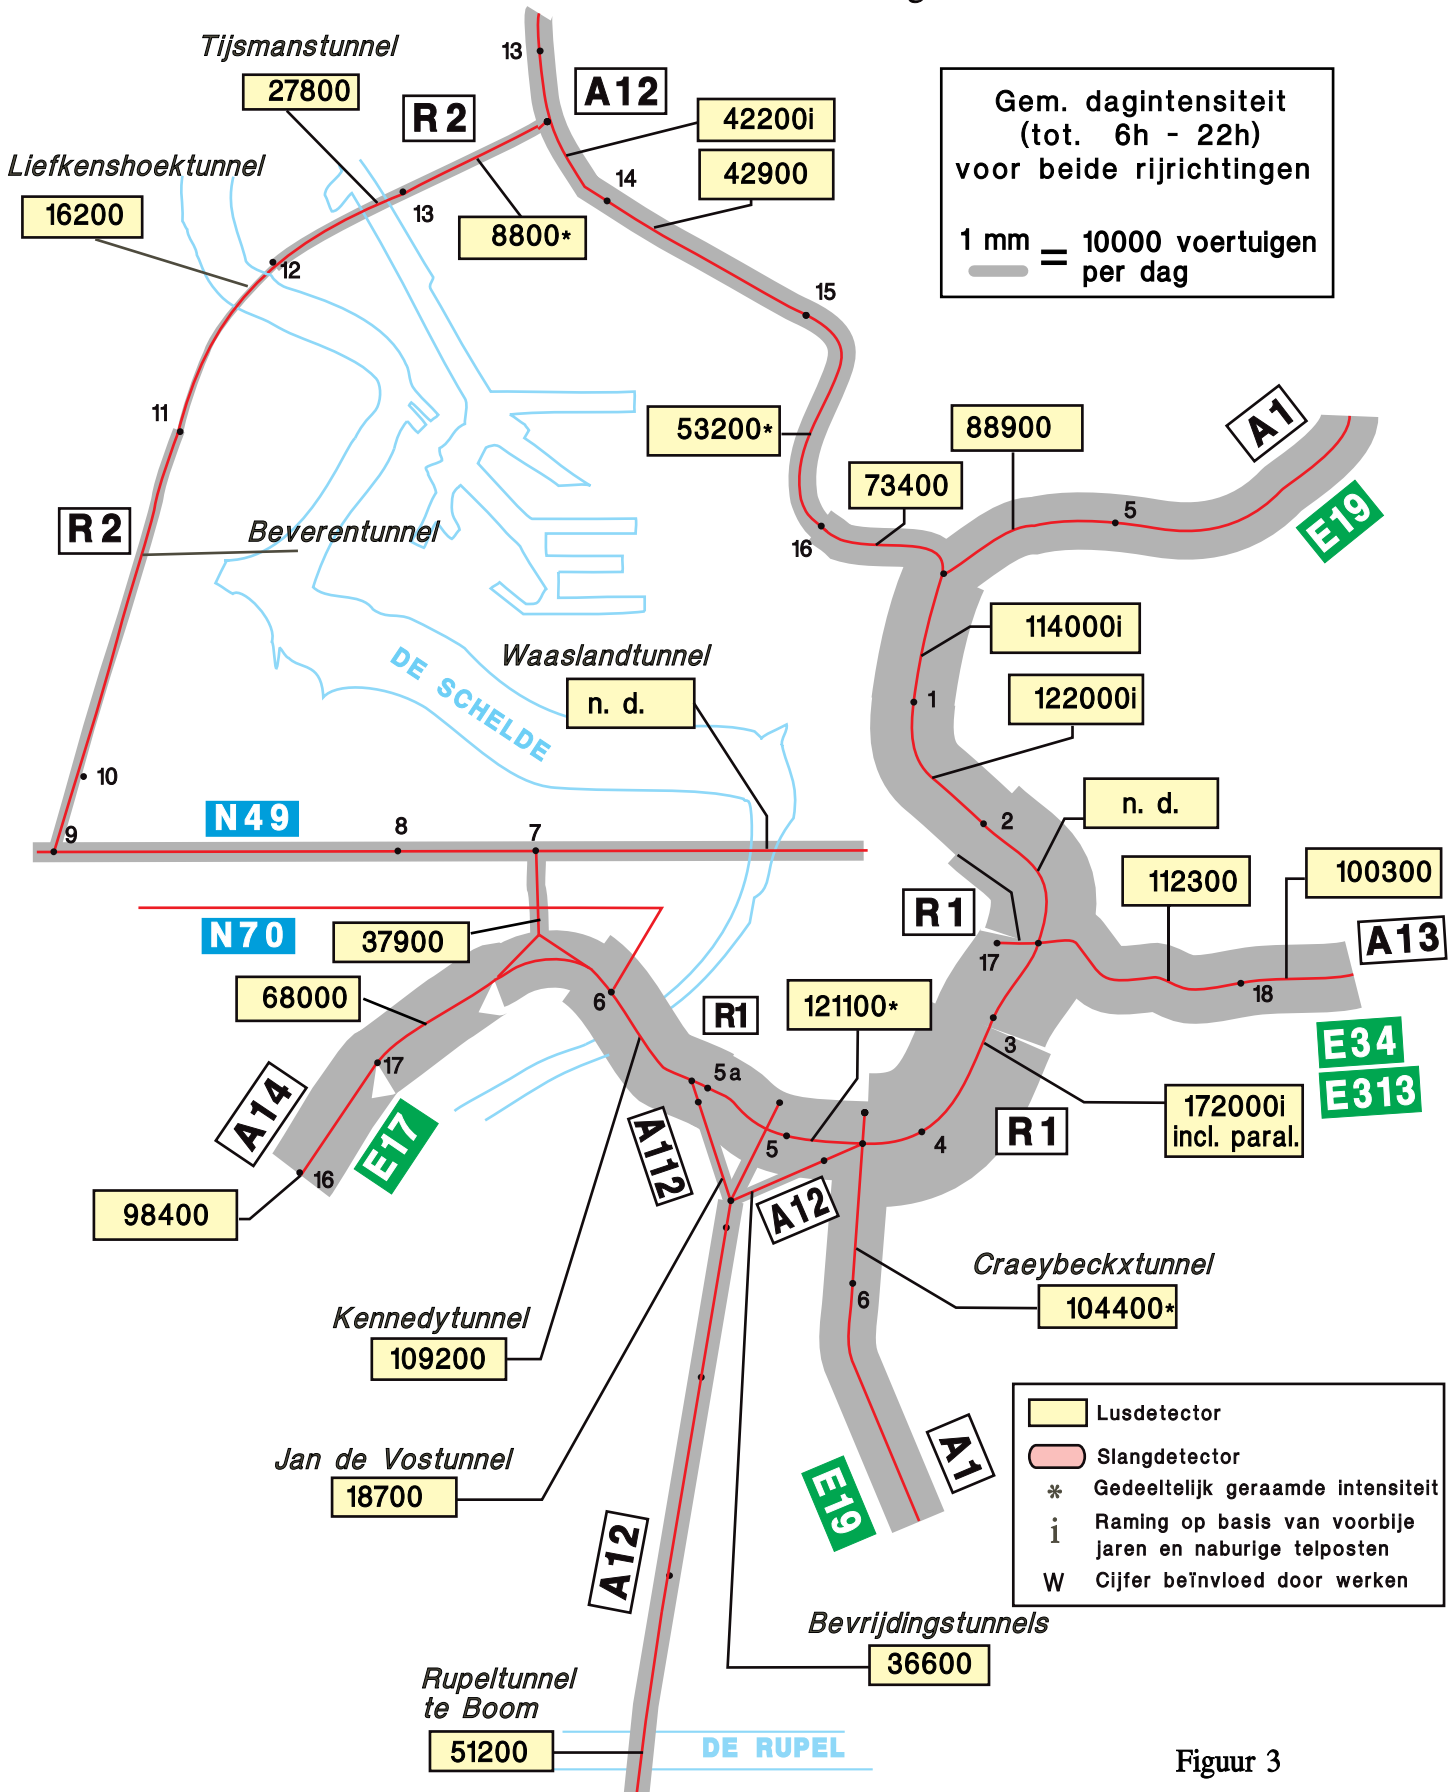 g
13
Tijsmanstunnel
27800
R2
A12
42200i
42900
Gem. dagintensiteit
(tot. 6h - 22h)
voor beide rijrichtingen
1 mm = 10000 voertuigen
per dag
Liefkenshoektunnel
16200
13
14
8800*
12
15
11
53200*
88900
A1
73400
5
E19
16
R2
Beverentunnel
114000i
Waaslandtunnel
n. d.
DE SCHELDE
1
122000i
10
n. d.
2
N49
9
8
7
112300
100300
R1
A13
N70
37900
17
18
68000
6
R1
121100*
E34
3
17
5a
E313
A14
E17
172000i
incl. paral.
R1
4
5
A112
16
98400
A12
Craeybeckxtunnel
104400*
6
Kennedytunnel
109200
Jan de Vostunnel
18700
A1
E19
Lusdetector
Slangdetector
* Gedeeltelijk geraamde intensiteit
i Raming op basis van voorbije
jaren en naburige telposten
W Cijfer beïnvloed door werken
A12
Bevrijdingstunnels
36600
Rupeltunnel
te Boom
51200
DE RUPEL
Figuur 3